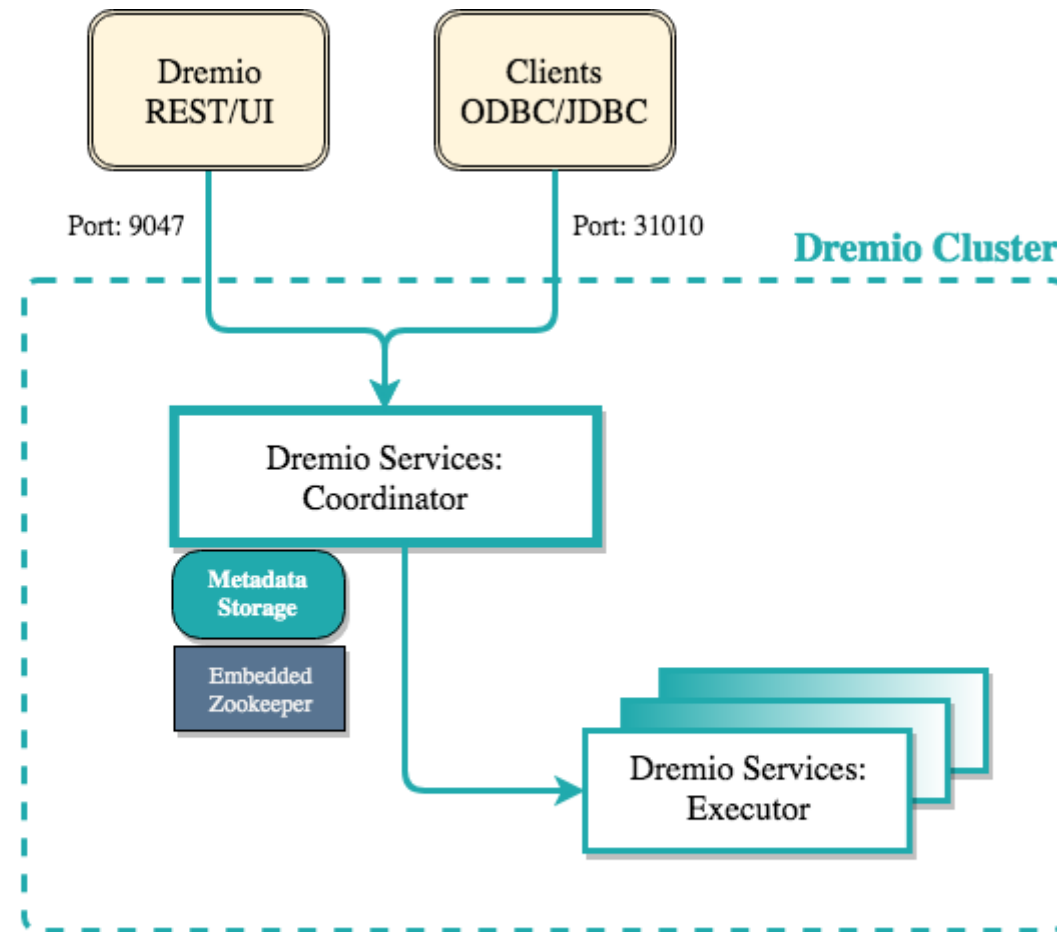 Dremio
REST/UI
Clients
ODBC/JDBC
Port: 9047
Port: 31010
Dremio Cluster
Dremio Services:
Coordinator
Metadata
Storage
Embedded
Zookeeper
Dremio Services:
Executor